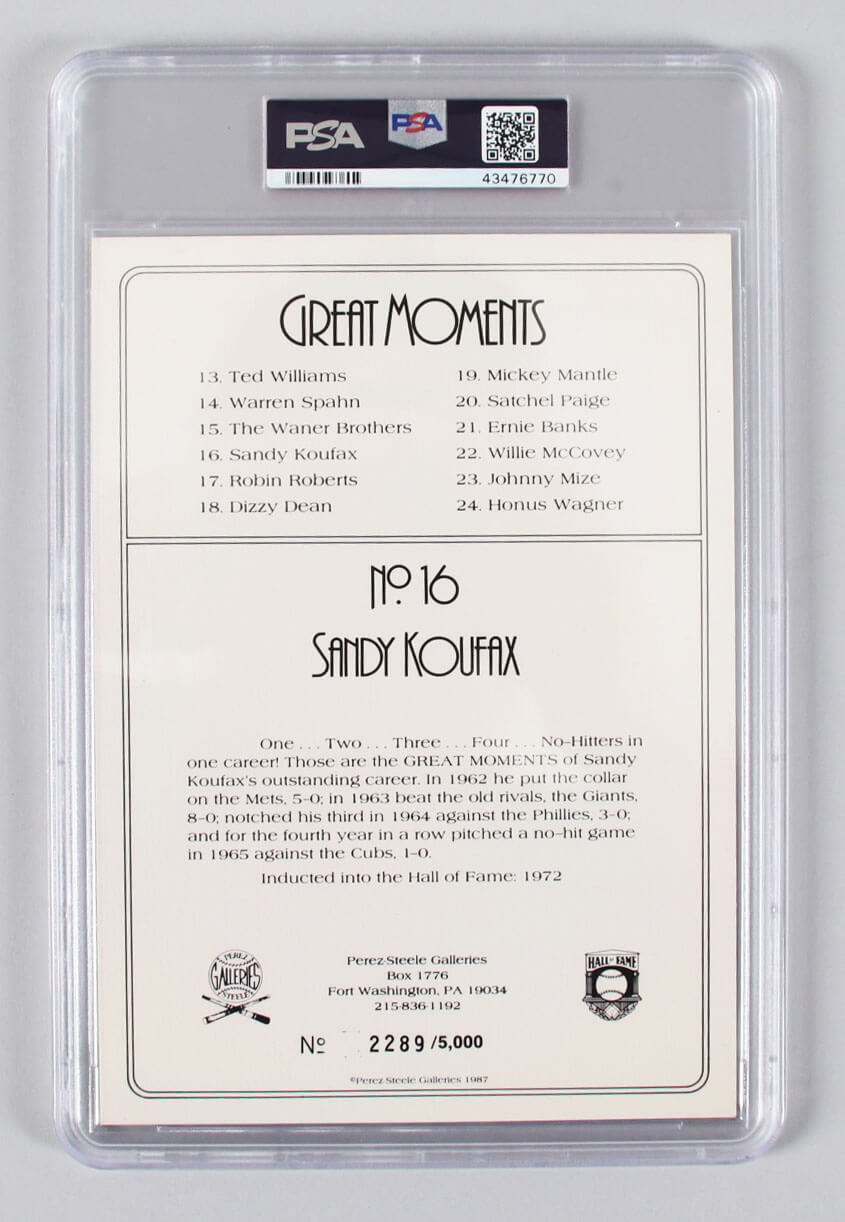 PSA PSA
43476770
GREAT MOMENTS
13. Ted Williams
14. Warren Spahn
15. The Waner Brothers
16. Sandy Koufax
17. Robin Roberts
18. Dizzy Dean
19. Mickey Mantle
20. Satchel Paige
21. Ernie Banks
22. Willie McCovey
23. Johnny Mize
24. Honus Wagner
Nº 16
SANDY KOUFAX
One . . . Two . . . Three . . . Four . . . No-Hitters in
one career! Those are the GREAT MOMENTS of Sandy
Koufax's outstanding career. In 1962 he put the collar
on the Mets, 5-0; in 1963 beat the old rivals, the Giants,
8-0; notched his third in 1964 against the Phillies, 3-0;
and for the fourth year in a row pitched a no-hit game
in 1965 against the Cubs, 1-0.
Inducted into the Hall of Fame: 1972
PEREZ
GALLERIES
STEELE
Perez-Steele Galleries
Box 1776
Fort Washington, PA 19034
215-836-1192
HALL OF FAME
Nº 2289 /5,000
©Perez-Steele Galleries 1987